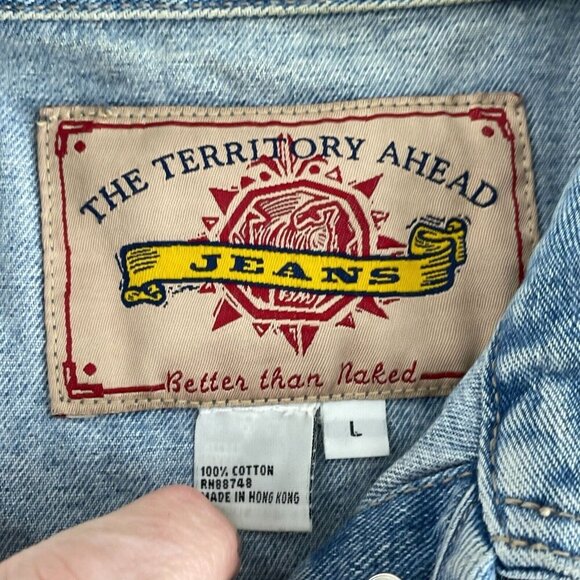 THE TERRITORY AHEAD
JEANS
Better than Naked
L
100% COTTON
RN88748
MADE IN HONG KONG